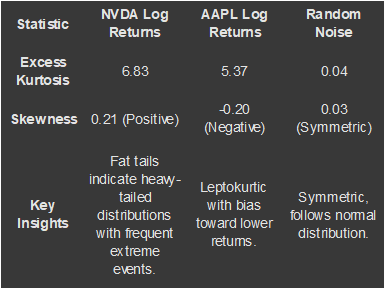 Statistic NVDA Log Returns AAPL Log Returns Random Noise
Excess Kurtosis 6.83 5.37 0.04
Skewness 0.21 (Positive) -0.20 (Negative) 0.03 (Symmetric)
Key Insights
Fat tails
indicate heavy-
tailed
distributions
with frequent
extreme
events.
Leptokurtic
with bias
toward lower
returns.
Symmetric,
follows normal
distribution.